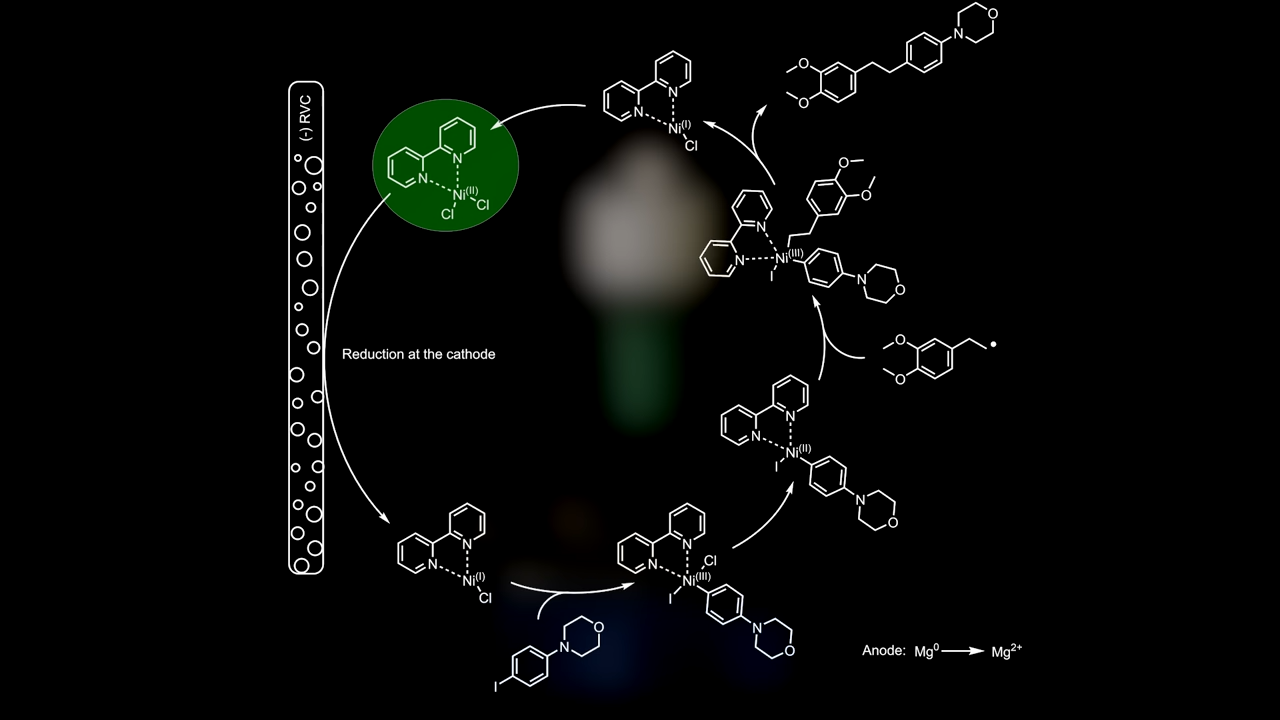 (-) RVC
N
N
Ni(II)
Cl
Cl
N
N
Ni(I)
Cl
O
O
N
O
O
O
N
N
Ni(III)
I
N
O
Reduction at the cathode
O
O
•
N
N
Ni(II)
I
N
O
N
N
Ni(I)
Cl
N
N
Ni(III)
Cl
I
N
O
I
N
O
Anode: Mg⁰ ⟶ Mg²⁺